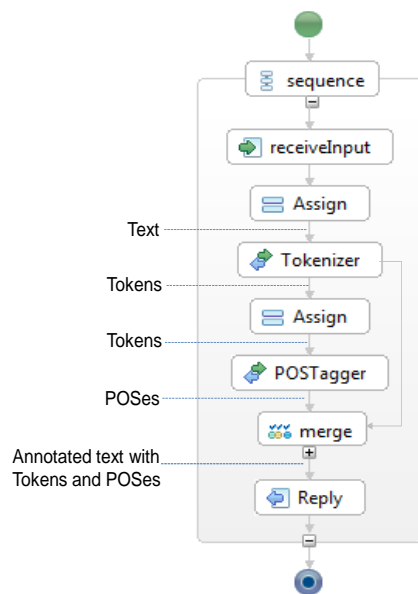 sequence
receiveInput
Assign
Text
Tokenizer
Tokens
Assign
Tokens
POSTagger
POSes
merge
Annotated text with
Tokens and POSes
Reply